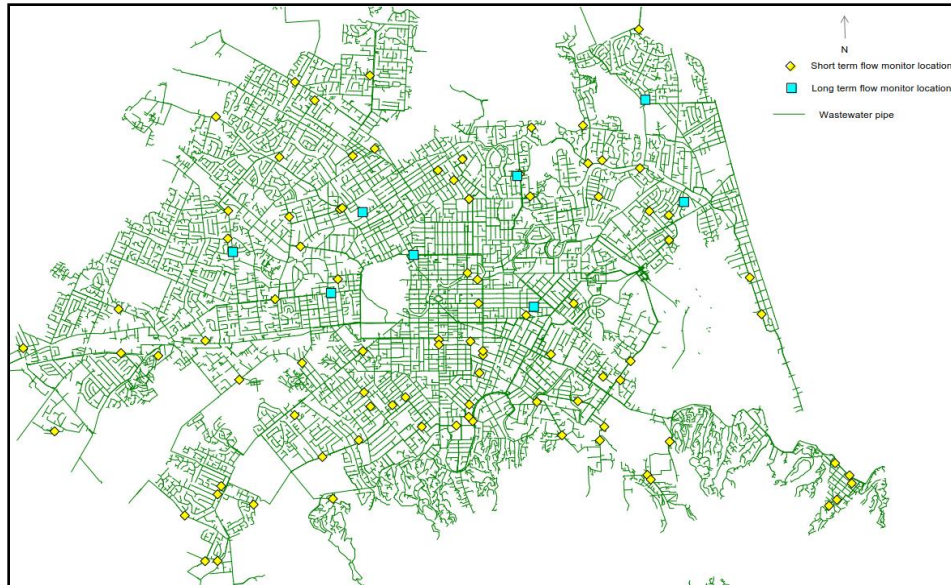 N
Short term flow monitor location
Long term flow monitor location
Wastewater pipe